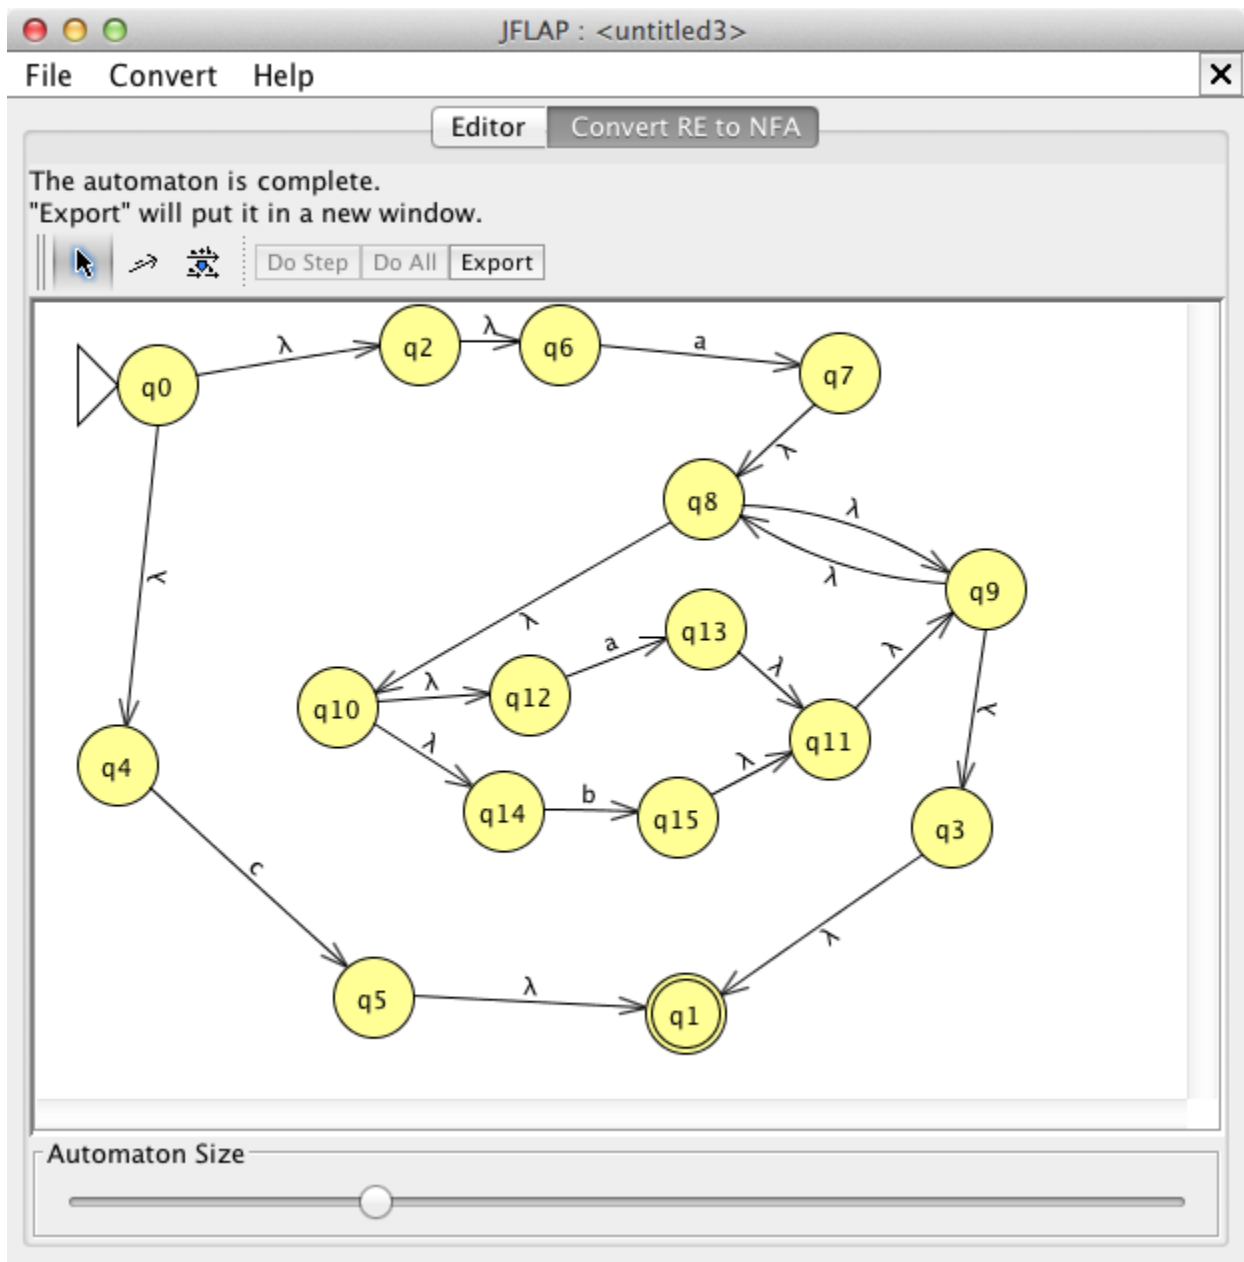 JFLAP : <untitled3>
File Convert Help
Editor Convert RE to NFA
The automaton is complete.
"Export" will put it in a new window.
Do Step Do All Export
λ
q2
λ
q6
a
q7
q0
λ
q8
λ
λ
q9
λ
λ
a
q13
λ
λ
q10
λ
q12
λ
q11
λ
λ
q14
b
q15
λ
q4
q3
c
λ
q5
λ
q1
Automaton Size